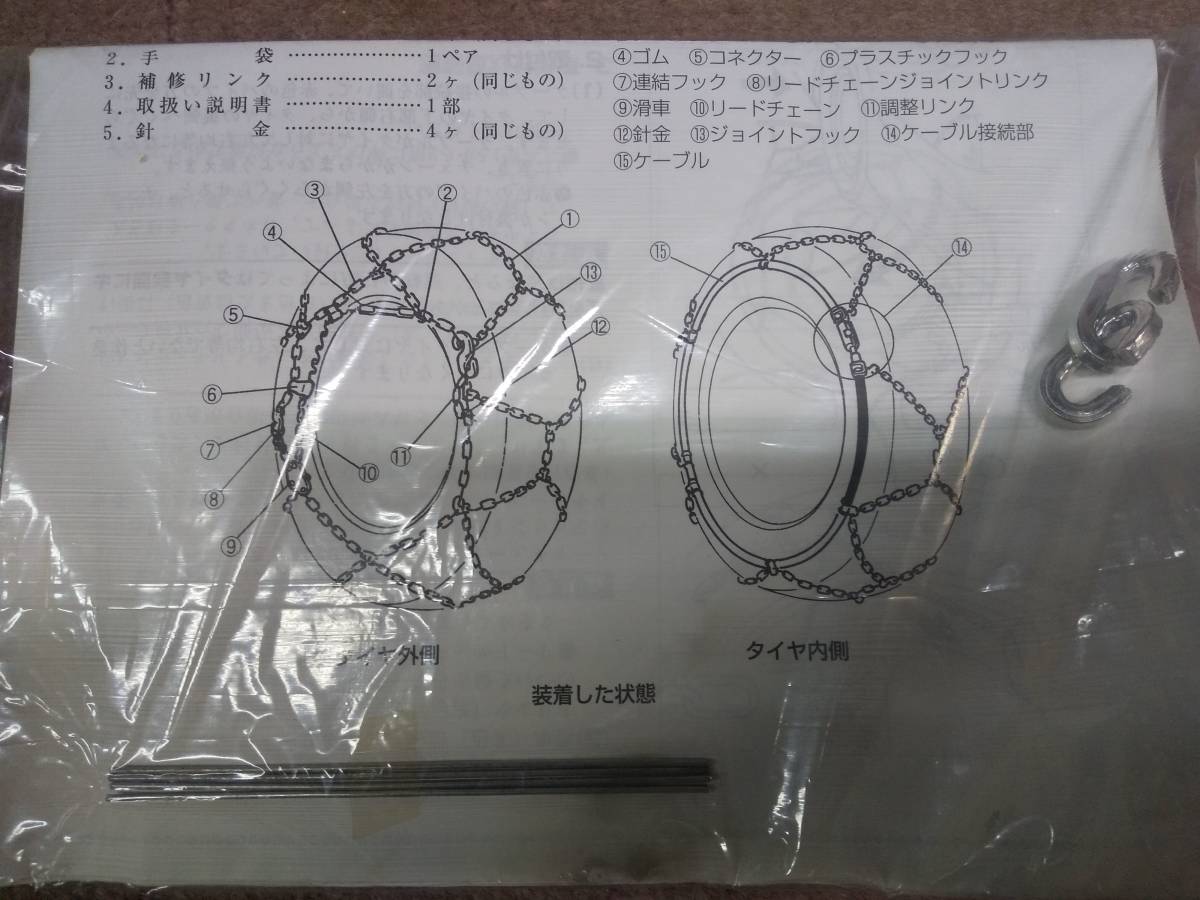 2. 手袋 ……………… 1ペア
3. 補修リンク ……………… 2ヶ (同じもの)
4. 取扱い説明書 ……………… 1部
5. 針金 ……………… 4ヶ (同じもの)
④ゴム ⑤コネクター ⑥プラスチックフック
⑦連結フック ⑧リードチェーンジョイントリンク
⑨滑車 ⑩リードチェーン ⑪調整リンク
⑫針金 ⑬ジョイントフック ⑭ケーブル接続部
⑮ケーブル
③
②
①
④
⑬
⑤
⑫
⑥
⑦
⑪
⑩
⑧
⑨
⑮
⑭
タイヤ外側
タイヤ内側
装着した状態